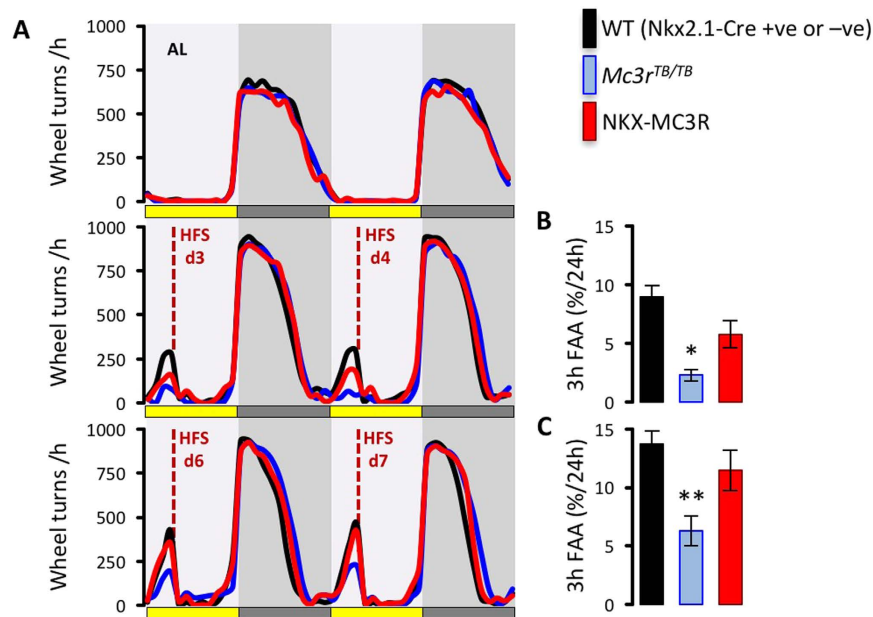 A
AL
WT (Nkx2.1-Cre +ve or –ve)
Mc3rTB/TB
NKX-MC3R
Wheel turns /h
1000
750
500
250
0
HFS
d3
HFS
d4
Wheel turns /h
1000
750
500
250
0
HFS
d6
HFS
d7
Wheel turns /h
1000
750
500
250
0
B
3h FAA (%/24h)
15
10
5
0
*
C
3h FAA (%/24h)
15
10
5
0
**